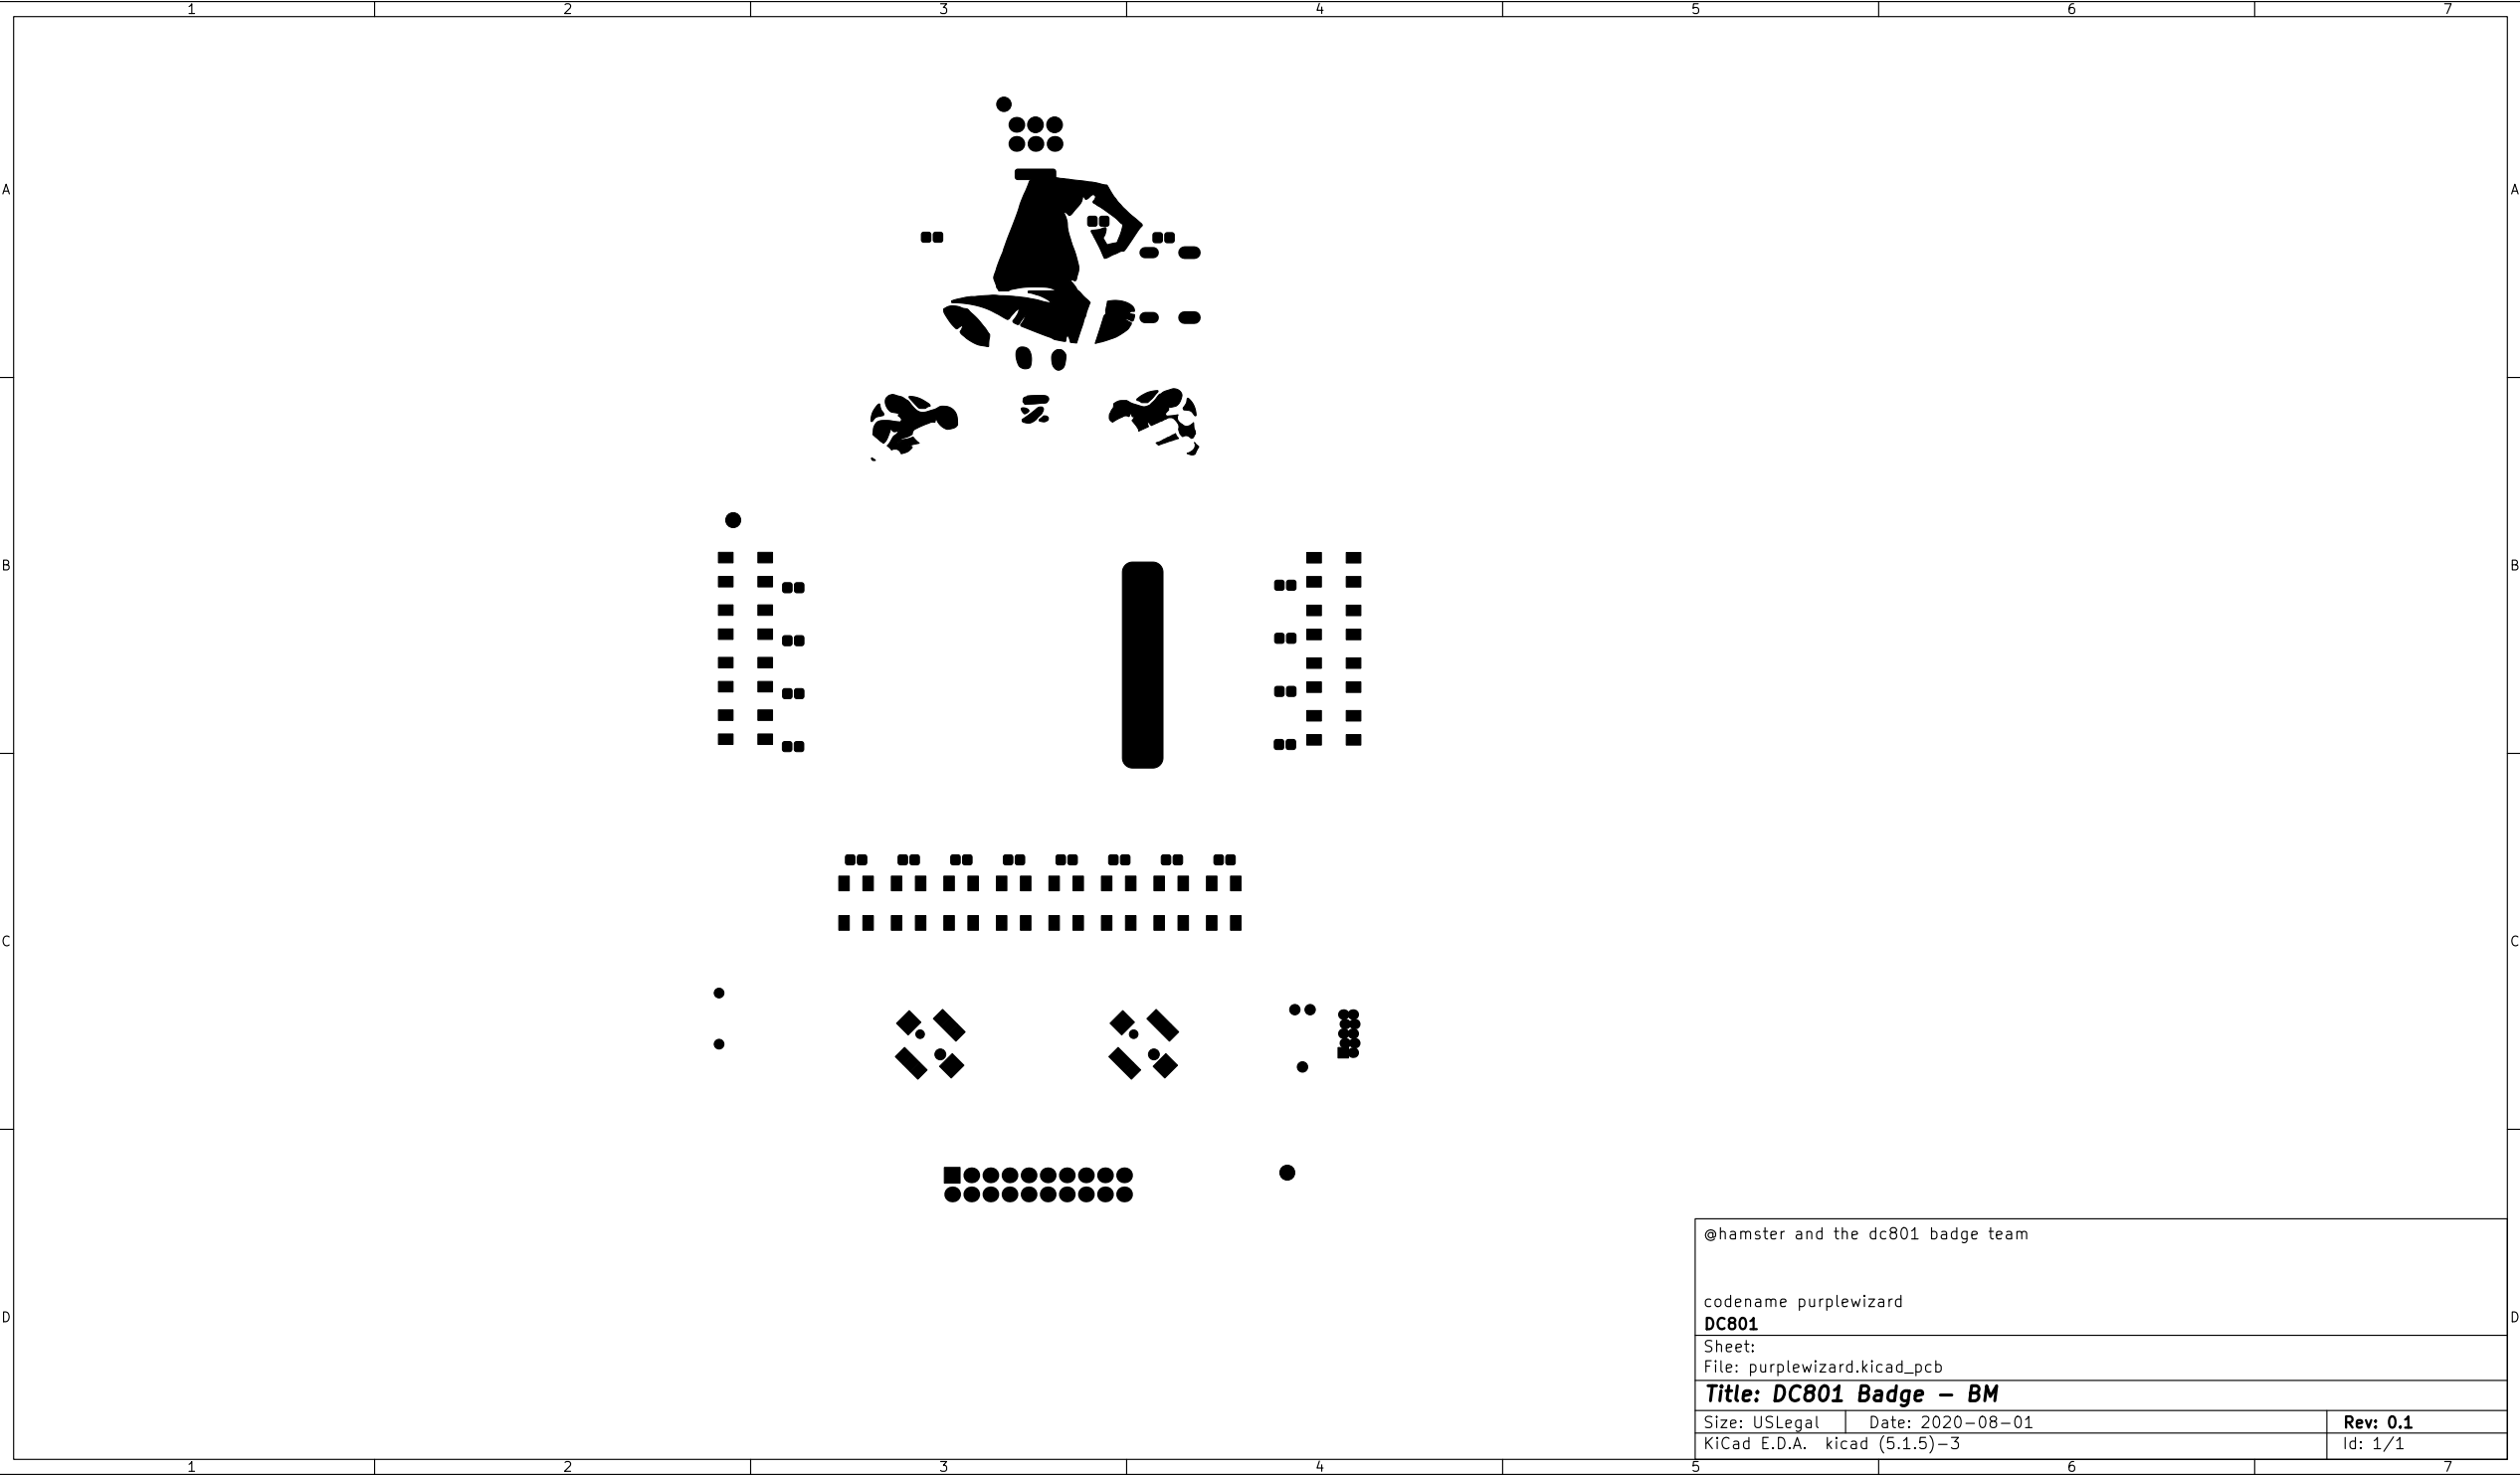 1 2 3 4 5 6 7
A A
B B
C C
@hamster and the dc801 badge team
codename purplewizard
D D
DC801
Sheet:
File: purplewizard.kicad_pcb
Title: DC801 Badge – BM
Size: USLegal Date: 2020-08-01 Rev: 0.1
KiCad E.D.A. kicad (5.1.5)-3 Id: 1/1
1 2 3 4 5 6 7